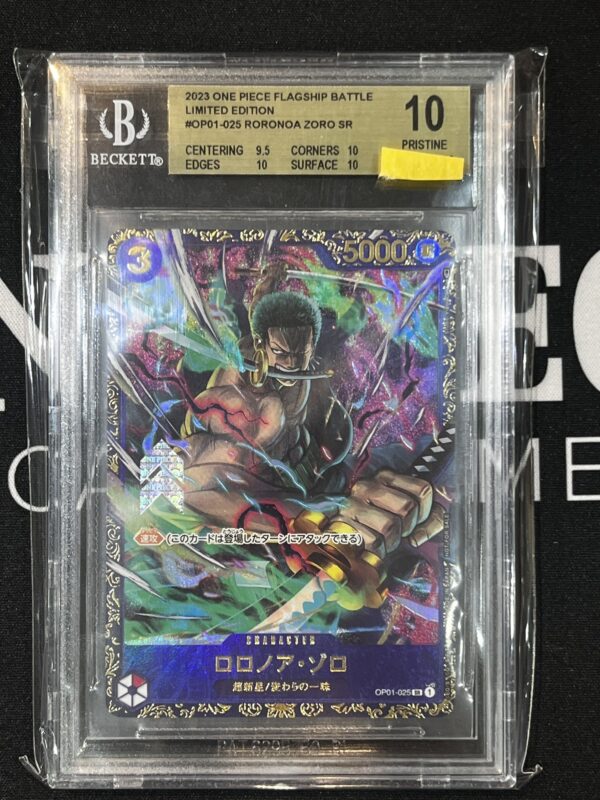 2023 ONE PIECE FLAGSHIP BATTLE
LIMITED EDITION
#OP01-025 RORONOA ZORO SR
CENTERING 9.5 CORNERS 10
EDGES 10 SURFACE 10
10
PRISTINE
B
BECKETT®
3
5000
速攻 (このカードは登場したターンにアタックできる)
CHARACTER
ロロノア・ゾロ
超新星/麦わらの一味
OP01-025 SR 1